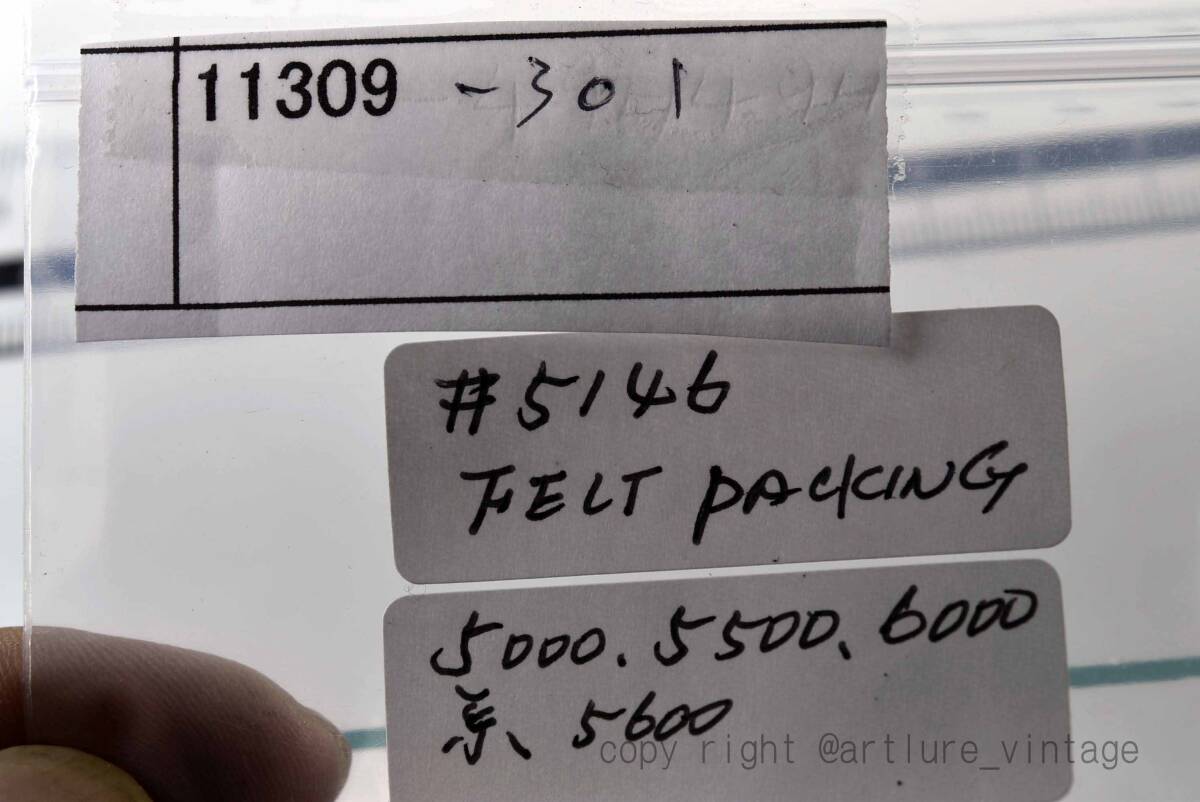 11309 -301
#5146
FELT PACKING
5000.5500、6000
系、5600
copy right @artlure_vintage